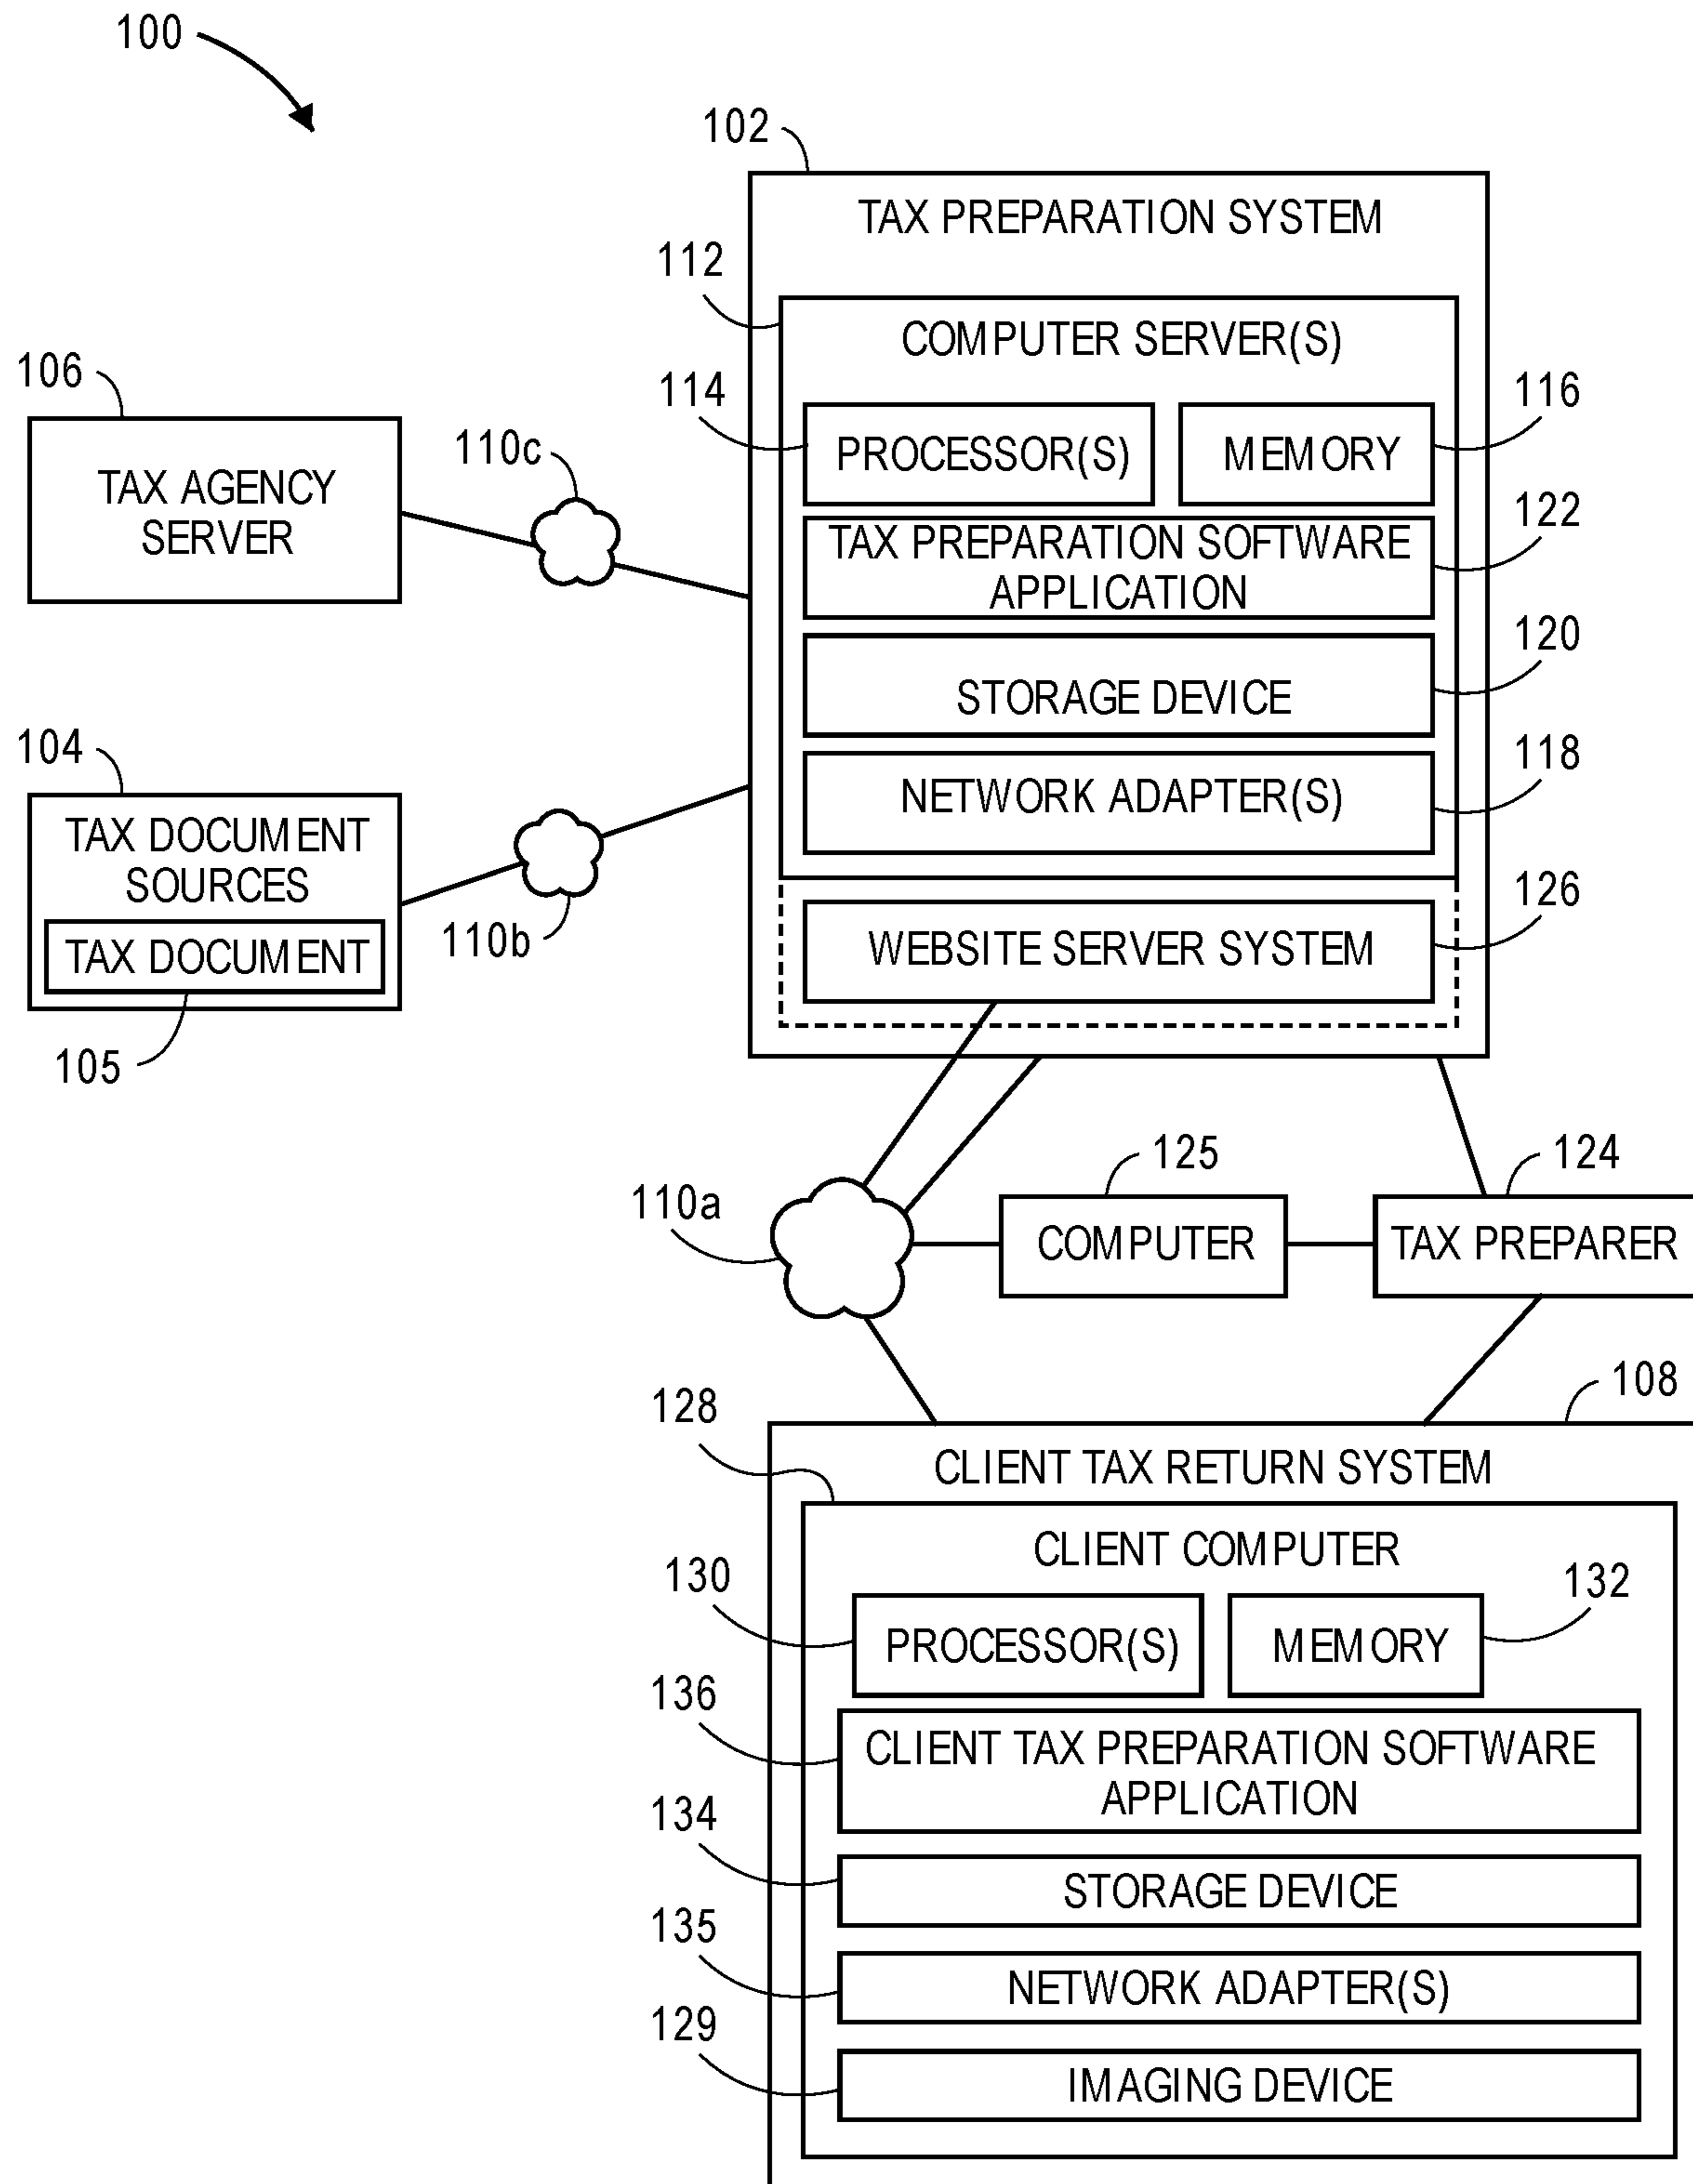 100
102
TAX PREPARATION SYSTEM
112
COMPUTER SERVER(S)
106
114
116
110c
PROCESSOR(S)
MEMORY
TAX AGENCY
SERVER
122
TAX PREPARATION SOFTWARE
APPLICATION
120
STORAGE DEVICE
104
118
NETWORK ADAPTER(S)
TAX DOCUMENT
SOURCES
126
110b
TAX DOCUMENT
WEBSITE SERVER SYSTEM
105
125
124
110a
COMPUTER
TAX PREPARER
108
128
CLIENT TAX RETURN SYSTEM
CLIENT COMPUTER
130
132
PROCESSOR(S)
MEMORY
136
CLIENT TAX PREPARATION SOFTWARE
APPLICATION
134
STORAGE DEVICE
135
NETWORK ADAPTER(S)
129
IMAGING DEVICE